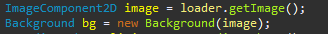 ImageComponent2D image = loader.getImage();
Background bg = new Background(image);